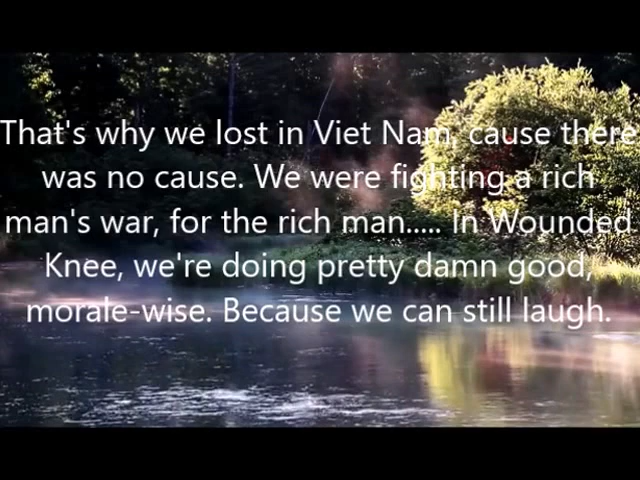 That's why we lost in Viet Nam, cause there
was no cause. We were fighting a rich
man's war, for the rich man..... In Wounded
Knee, we're doing pretty damn good,
morale-wise. Because we can still laugh.